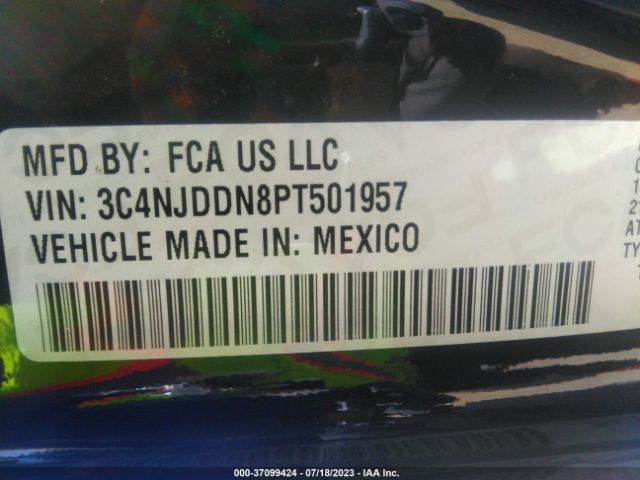 MFD BY: FCA US LLC
VIN: 3C4NJDDN8PT501957
VEHICLE MADE IN: MEXICO
000-37099424 / 07/18/2023 - IAA Inc.